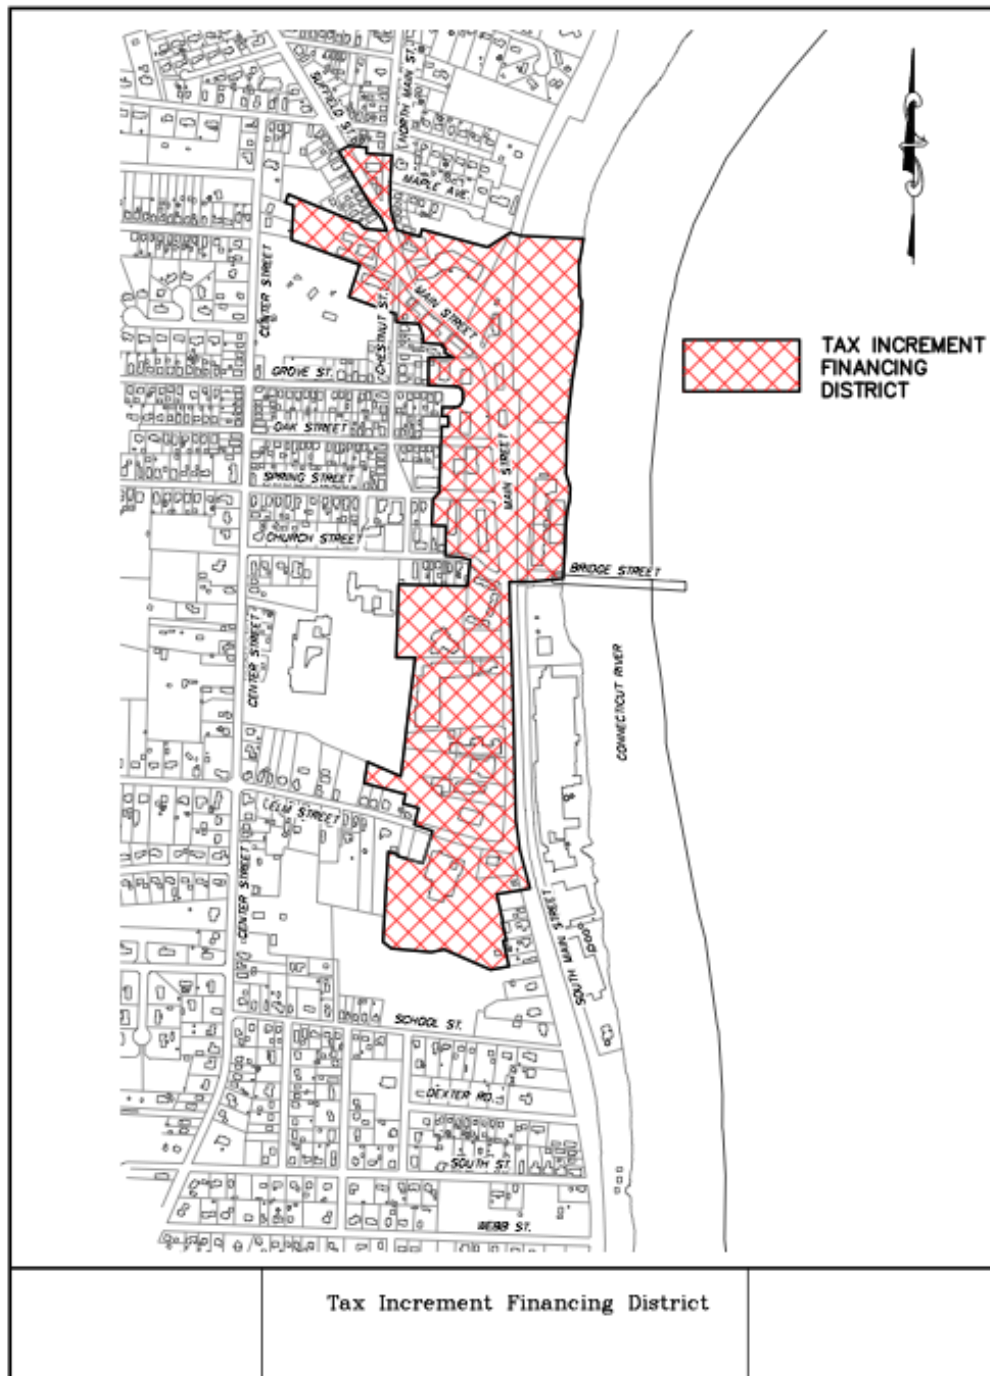 SUFFIELD ST.
NORTH MAIN ST.
MAPLE AVE
CENTER STREET
MAIN STREET
CHESTNUT ST.
TAX INCREMENT
FINANCING
DISTRICT
GROVE ST.
OAK STREET
MAIN STREET
SPRING STREET
CHURCH STREET
BRIDGE STREET
CENTER STREET
CONNECTICUT RIVER
ELM STREET
CENTER STREET
SOUTH MAIN STREET
SCHOOL ST.
DEXTER RD.
SOUTH ST.
WEBB ST.
Tax Increment Financing District